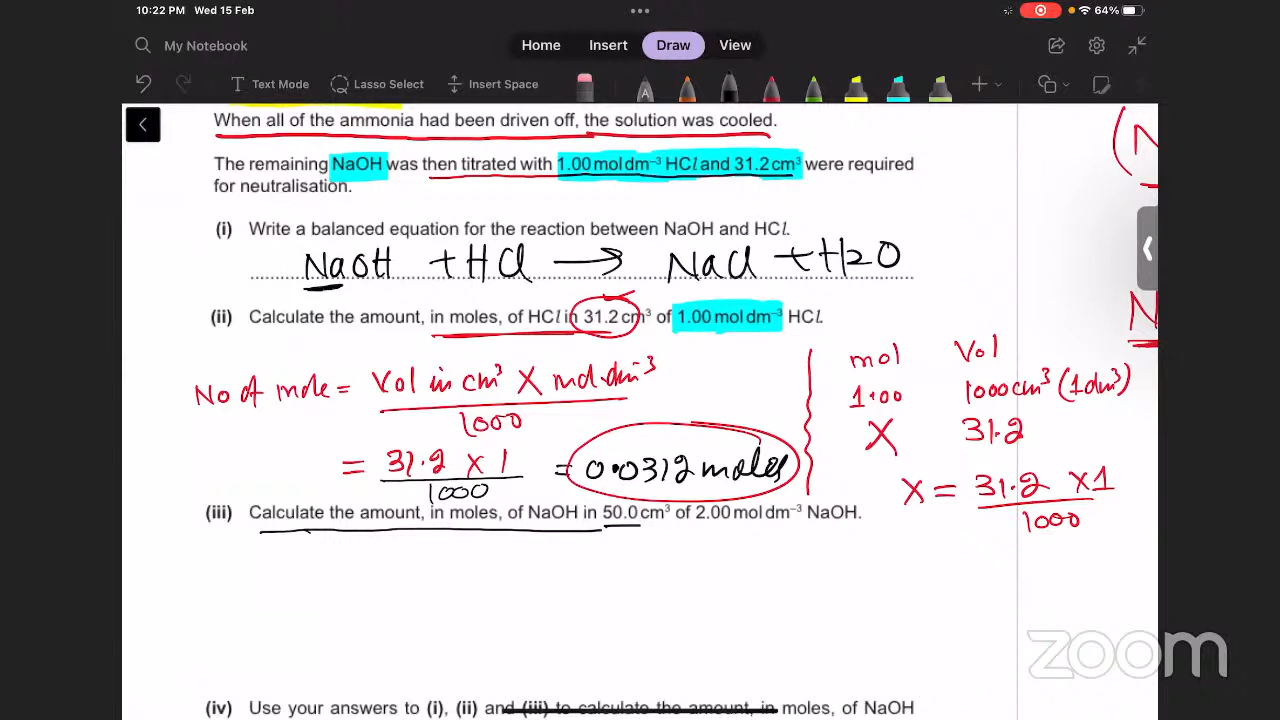 10:22 PM Wed 15 Feb
64%
My Notebook
Home Insert Draw View
Text Mode Lasso Select Insert Space
When all of the ammonia had been driven off, the solution was cooled.
The remaining NaOH was then titrated with 1.00 mol dm⁻³ HCl and 31.2 cm³ were required
for neutralisation.
(i) Write a balanced equation for the reaction between NaOH and HCl.
NaOH + HCl → NaCl + H2O
(ii) Calculate the amount, in moles, of HCl in 31.2 cm³ of 1.00 mol dm⁻³ HCl.
mol Vol
1.00 1000cm³ (1dm³)
X 31.2
X = 31.2 x1
1000
No of mole = Vol in cm³ X mol dm⁻³
1000
= 31.2 x 1 = 0.0312 moles
1000
(iii) Calculate the amount, in moles, of NaOH in 50.0 cm³ of 2.00 mol dm⁻³ NaOH.
(iv) Use your answers to (i), (ii) and (iii) to calculate the amount, in moles, of NaOH
zoom